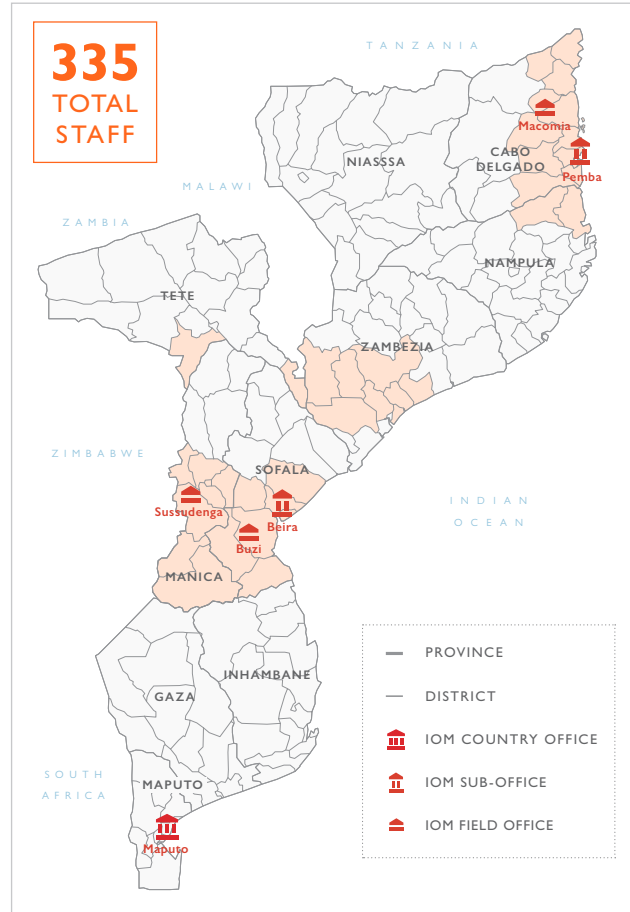 335
TOTAL
STAFF
TANZANIA
Macomia
CABO
DELGADO
NIASSSA
Pemba
MALAWI
ZAMBIA
NAMPULA
TETE
ZAMBEZIA
ZIMBABWE
SOFALA
INDIAN
OCEAN
Sussudenga
Beira
Buzi
MANICA
INHAMBANE
GAZA
SOUTH
AFRICA
MAPUTO
Maputo
PROVINCE
DISTRICT
IOM COUNTRY OFFICE
IOM SUB-OFFICE
IOM FIELD OFFICE